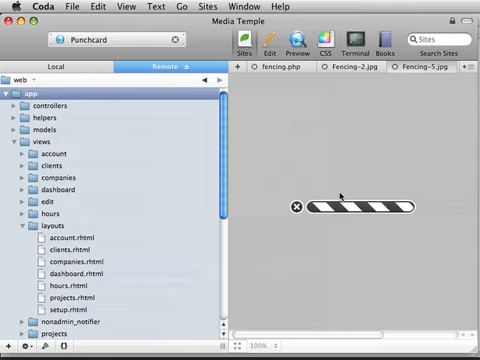 Coda File Edit View Text Go Sites Window Help
Media Temple
Punchcard
Sites Edit Preview CSS Terminal Books
Sites
Search Sites
Local Remote
fencing.php Fencing-2.jpg Fencing-5.jpg
web
app
controllers
helpers
models
views
account
clients
companies
dashboard
edit
hours
layouts
account.rhtml
clients.rhtml
companies.rhtml
dashboard.rhtml
hours.rhtml
projects.rhtml
setup.rhtml
nonadmin_notifier
projects
100%